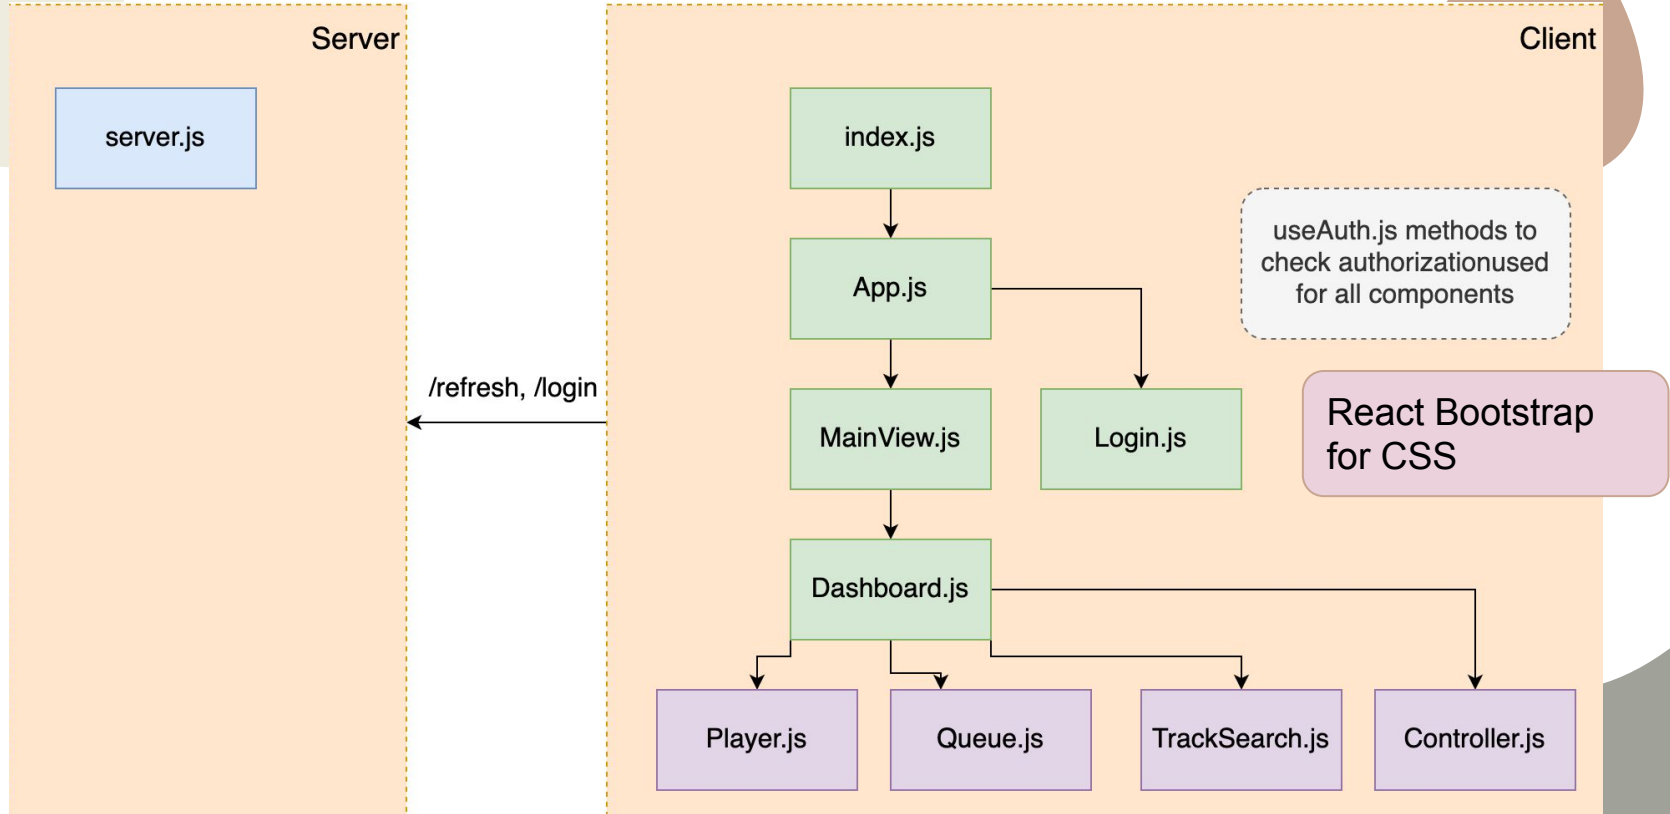 Server
Client
server.js
index.js
useAuth.js methods to
check authorizationused
for all components
App.js
/refresh, /login
React Bootstrap
for CSS
MainView.js
Login.js
Dashboard.js
Player.js
Queue.js
TrackSearch.js
Controller.js